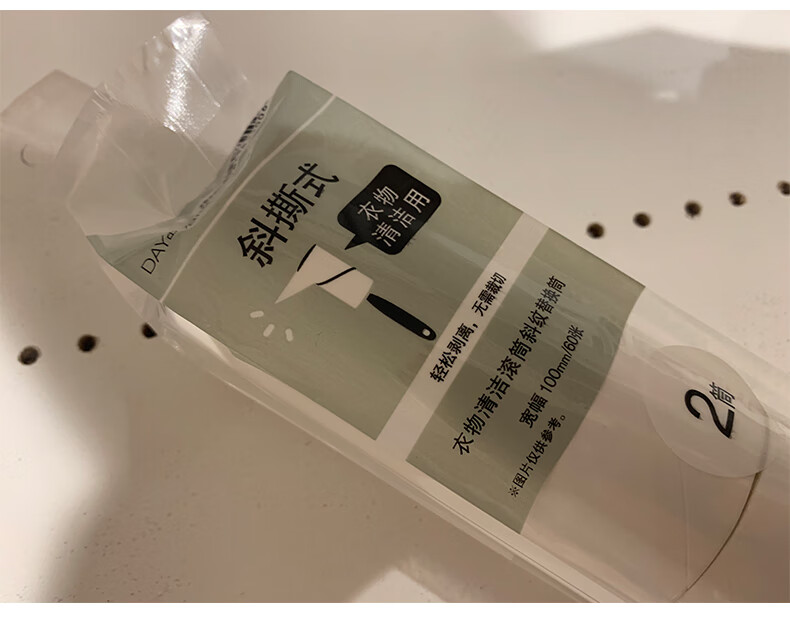 DAY
斜撕式
衣物
清洁用
轻松剥离，无需裁切
衣物清洁滚筒斜纹替换筒
宽幅 100mm/60张
※图片仅供参考。
2筒